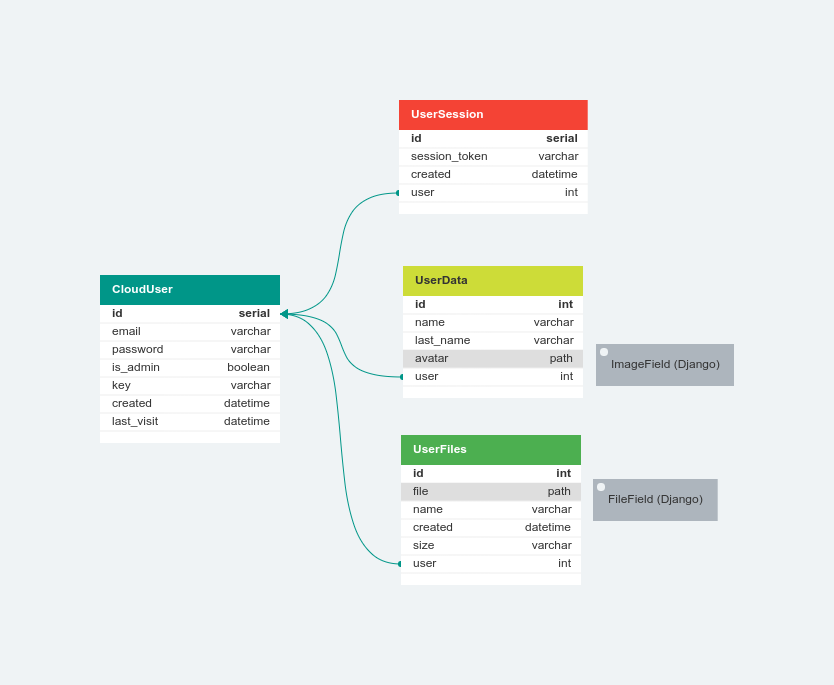 UserSession
id serial
session_token varchar
created datetime
user int
CloudUser
id serial
email varchar
password varchar
is_admin boolean
key varchar
created datetime
last_visit datetime
UserData
id int
name varchar
last_name varchar
avatar path
user int
ImageField (Django)
UserFiles
id int
file path
name varchar
created datetime
size varchar
user int
FileField (Django)